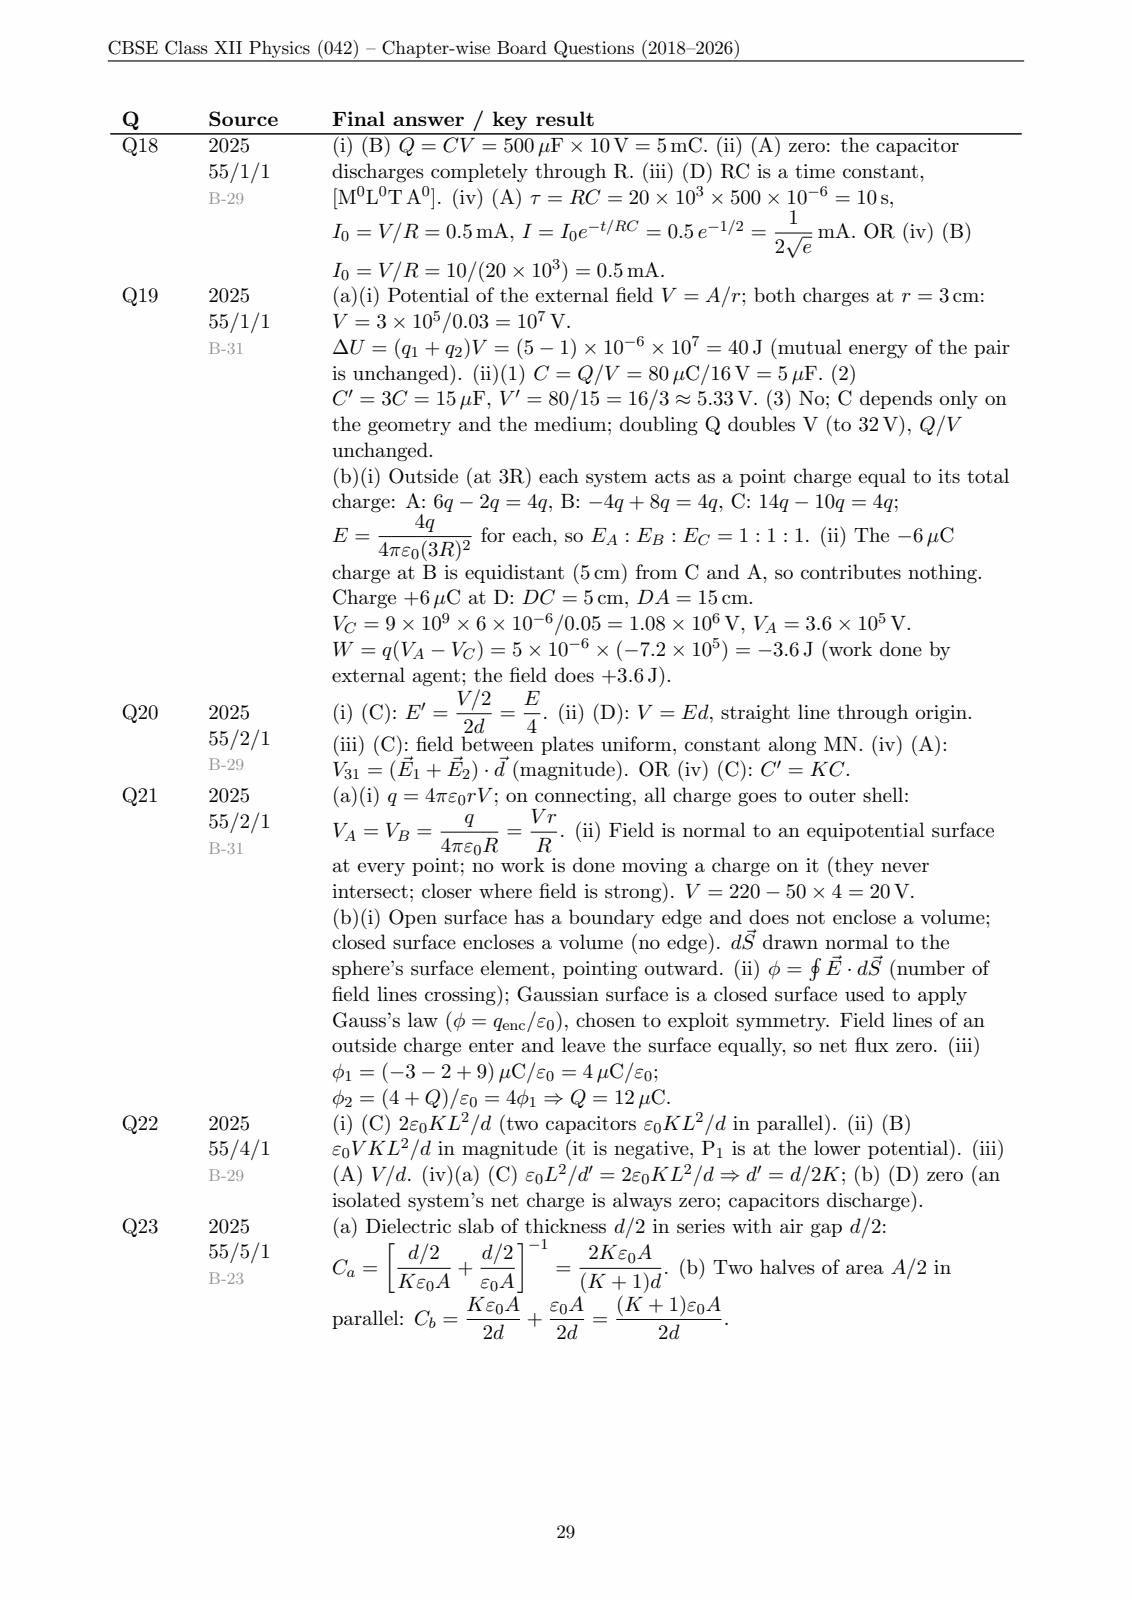 CBSE Class XII Physics (042) – Chapter-wise Board Questions (2018–2026)
Q Source Final answer / key result
Q18 2025 (i) (B) Q = CV = 500 μF × 10 V = 5 mC. (ii) (A) zero: the capacitor
55/1/1 discharges completely through R. (iii) (D) RC is a time constant,
B-29 [M⁰L⁰T A⁰]. (iv) (A) τ = RC = 20 × 10³ × 500 × 10⁻⁶ = 10 s,
I₀ = V/R = 0.5 mA, I = I₀e^{−t/RC} = 0.5 e^{−1/2} = 1/(2√e) mA. OR (iv) (B)
I₀ = V/R = 10/(20 × 10³) = 0.5 mA.
Q19 2025 (a)(i) Potential of the external field V = A/r; both charges at r = 3 cm:
55/1/1 V = 3 × 10⁵/0.03 = 10⁷ V.
B-31 ΔU = (q₁ + q₂)V = (5 − 1) × 10⁻⁶ × 10⁷ = 40 J (mutual energy of the pair
is unchanged). (ii)(1) C = Q/V = 80 μC/16 V = 5 μF. (2)
C′ = 3C = 15 μF, V′ = 80/15 = 16/3 ≈ 5.33 V. (3) No; C depends only on
the geometry and the medium; doubling Q doubles V (to 32 V), Q/V
unchanged.
(b)(i) Outside (at 3R) each system acts as a point charge equal to its total
charge: A: 6q − 2q = 4q, B: −4q + 8q = 4q, C: 14q − 10q = 4q;
E = 4q/(4πε₀(3R)²) for each, so E_A : E_B : E_C = 1 : 1 : 1. (ii) The −6 μC
charge at B is equidistant (5 cm) from C and A, so contributes nothing.
Charge +6 μC at D: DC = 5 cm, DA = 15 cm.
V_C = 9 × 10⁹ × 6 × 10⁻⁶/0.05 = 1.08 × 10⁶ V, V_A = 3.6 × 10⁵ V.
W = q(V_A − V_C) = 5 × 10⁻⁶ × (−7.2 × 10⁵) = −3.6 J (work done by
external agent; the field does +3.6 J).
Q20 2025 (i) (C): E′ = (V/2)/(2d) = E/4. (ii) (D): V = Ed, straight line through origin.
55/2/1 (iii) (C): field between plates uniform, constant along MN. (iv) (A):
B-29 V₃₁ = (E⃗₁ + E⃗₂) · d⃗ (magnitude). OR (iv) (C): C′ = KC.
Q21 2025 (a)(i) q = 4πε₀rV; on connecting, all charge goes to outer shell:
55/2/1 V_A = V_B = q/(4πε₀R) = Vr/R. (ii) Field is normal to an equipotential surface
B-31 at every point; no work is done moving a charge on it (they never
intersect; closer where field is strong). V = 220 − 50 × 4 = 20 V.
(b)(i) Open surface has a boundary edge and does not enclose a volume;
closed surface encloses a volume (no edge). dS⃗ drawn normal to the
sphere's surface element, pointing outward. (ii) φ = ∮ E⃗ · dS⃗ (number of
field lines crossing); Gaussian surface is a closed surface used to apply
Gauss's law (φ = q_enc/ε₀), chosen to exploit symmetry. Field lines of an
outside charge enter and leave the surface equally, so net flux zero. (iii)
φ₁ = (−3 − 2 + 9) μC/ε₀ = 4 μC/ε₀;
φ₂ = (4 + Q)/ε₀ = 4φ₁ ⇒ Q = 12 μC.
Q22 2025 (i) (C) 2ε₀KL²/d (two capacitors ε₀KL²/d in parallel). (ii) (B)
55/4/1 ε₀VKL²/d in magnitude (it is negative, P₁ is at the lower potential). (iii)
B-29 (A) V/d. (iv)(a) (C) ε₀L²/d′ = 2ε₀KL²/d ⇒ d′ = d/2K; (b) (D) zero (an
isolated system's net charge is always zero; capacitors discharge).
Q23 2025 (a) Dielectric slab of thickness d/2 in series with air gap d/2:
55/5/1 C_a = [(d/2)/(Kε₀A) + (d/2)/(ε₀A)]⁻¹ = 2Kε₀A/((K + 1)d). (b) Two halves of area A/2 in
B-23 parallel: C_b = Kε₀A/(2d) + ε₀A/(2d) = (K + 1)ε₀A/(2d).
29